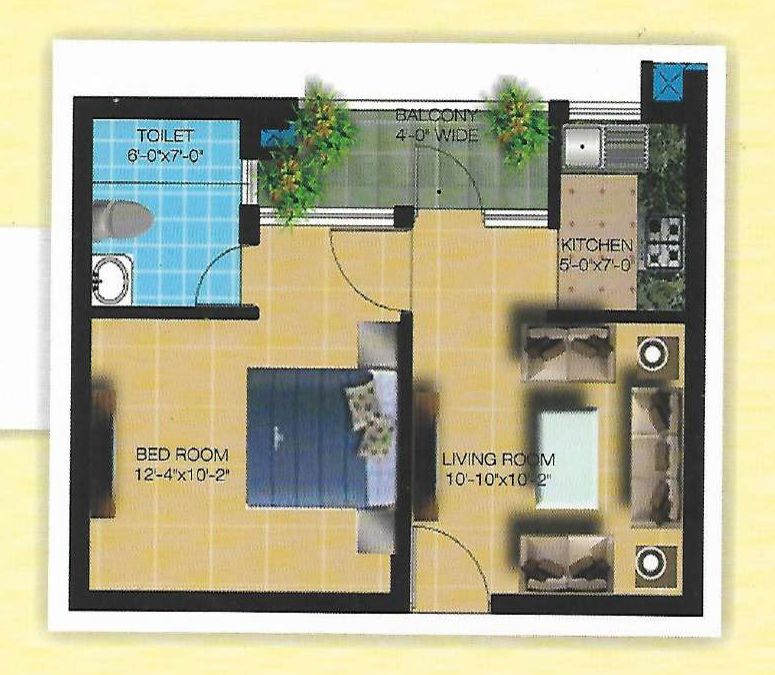 TOILET
6'-0"x7'-0"
BALCONY
4'-0" WIDE
KITCHEN
5'-0"x7'-0
BED ROOM
12'-4"x10'-2"
LIVING ROOM
10'-10"x10'-2"